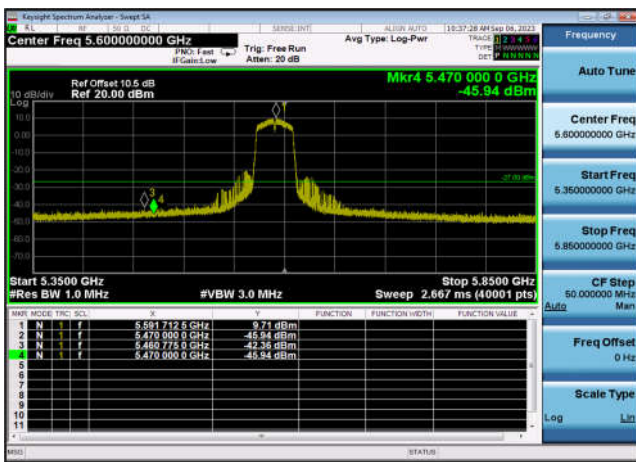 Keysight Spectrum Analyzer - Swept SA
RL RF 50 Ω DC SENSE:INT ALIGN AUTO 10:37:28 AM Sep 06, 2023
Center Freq 5.600000000 GHz
PNO: Fast
IFGain:Low
Trig: Free Run
Atten: 20 dB
Avg Type: Log-Pwr
TRACE 1 2 3 4 5 6
TYPE M WWWWW
DET P NNNNN
Ref Offset 10.5 dB
Ref 20.00 dBm
Mkr4 5.470 000 0 GHz
-45.94 dBm
10 dB/div
Log
10.0
0.00
-10.0
-20.0
-27.00 dBm
-30.0
-40.0
-60.0
-70.0
3
4
Start 5.3500 GHz
Stop 5.8500 GHz
#Res BW 1.0 MHz
#VBW 3.0 MHz
Sweep 2.667 ms (40001 pts)
MKR MODE TRC SCL X Y FUNCTION FUNCTION WIDTH FUNCTION VALUE
1 N 1 f 5.591 712 5 GHz 9.71 dBm
2 N 1 f 5.470 000 0 GHz -45.94 dBm
3 N 1 f 5.460 775 0 GHz -42.36 dBm
4 N 1 f 5.470 000 0 GHz -45.94 dBm
5
6
7
8
9
10
11
MSG STATUS
Frequency
Auto Tune
Center Freq
5.600000000 GHz
Start Freq
5.350000000 GHz
Stop Freq
5.850000000 GHz
CF Step
50.000000 MHz
Auto Man
Freq Offset
0 Hz
Scale Type
Log Lin